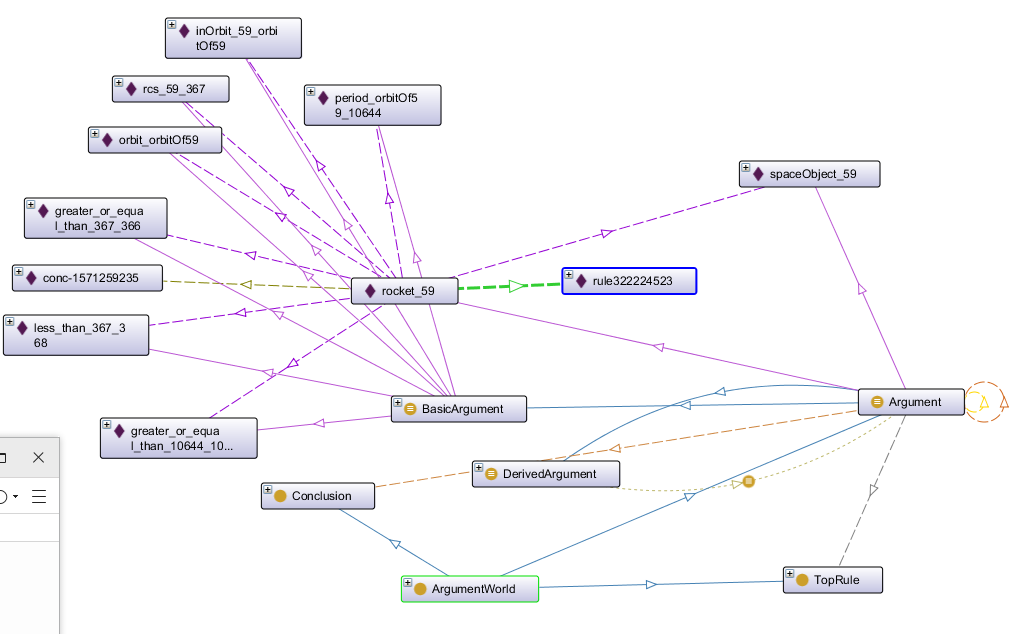 inOrbit_59_orbi
tOf59
rcs_59_367
period_orbitOf5
9_10644
orbit_orbitOf59
spaceObject_59
greater_or_equa
l_than_367_366
conc-1571259235
rocket_59
rule322224523
less_than_367_3
68
BasicArgument
Argument
greater_or_equa
l_than_10644_10...
DerivedArgument
Conclusion
ArgumentWorld
TopRule